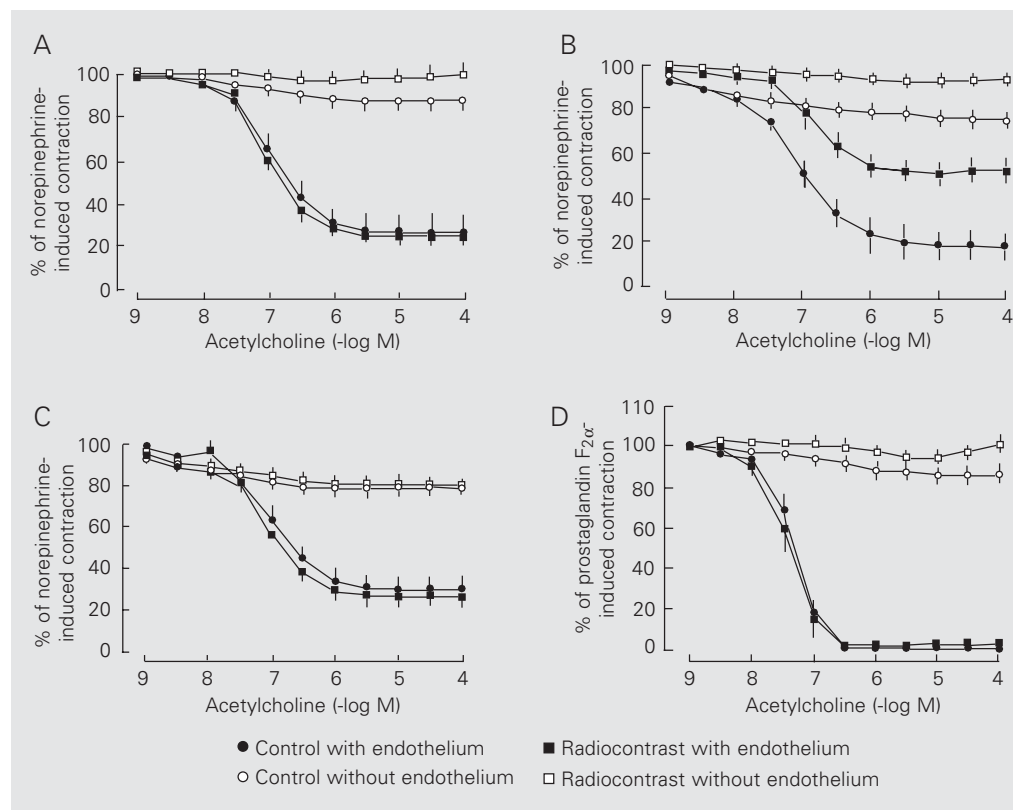 A
% of norepinephrine-
induced contraction
100
80
60
40
20
0
9 8 7 6 5 4
Acetylcholine (-log M)
B
% of norepinephrine-
induced contraction
100
80
60
40
20
0
9 8 7 6 5 4
Acetylcholine (-log M)
C
% of norepinephrine-
induced contraction
100
80
60
40
20
0
9 8 7 6 5 4
Acetylcholine (-log M)
D
% of prostaglandin F2α-
induced contraction
110
100
80
60
40
20
0
9 8 7 6 5 4
Acetylcholine (-log M)
Control with endothelium
Radiocontrast with endothelium
Control without endothelium
Radiocontrast without endothelium